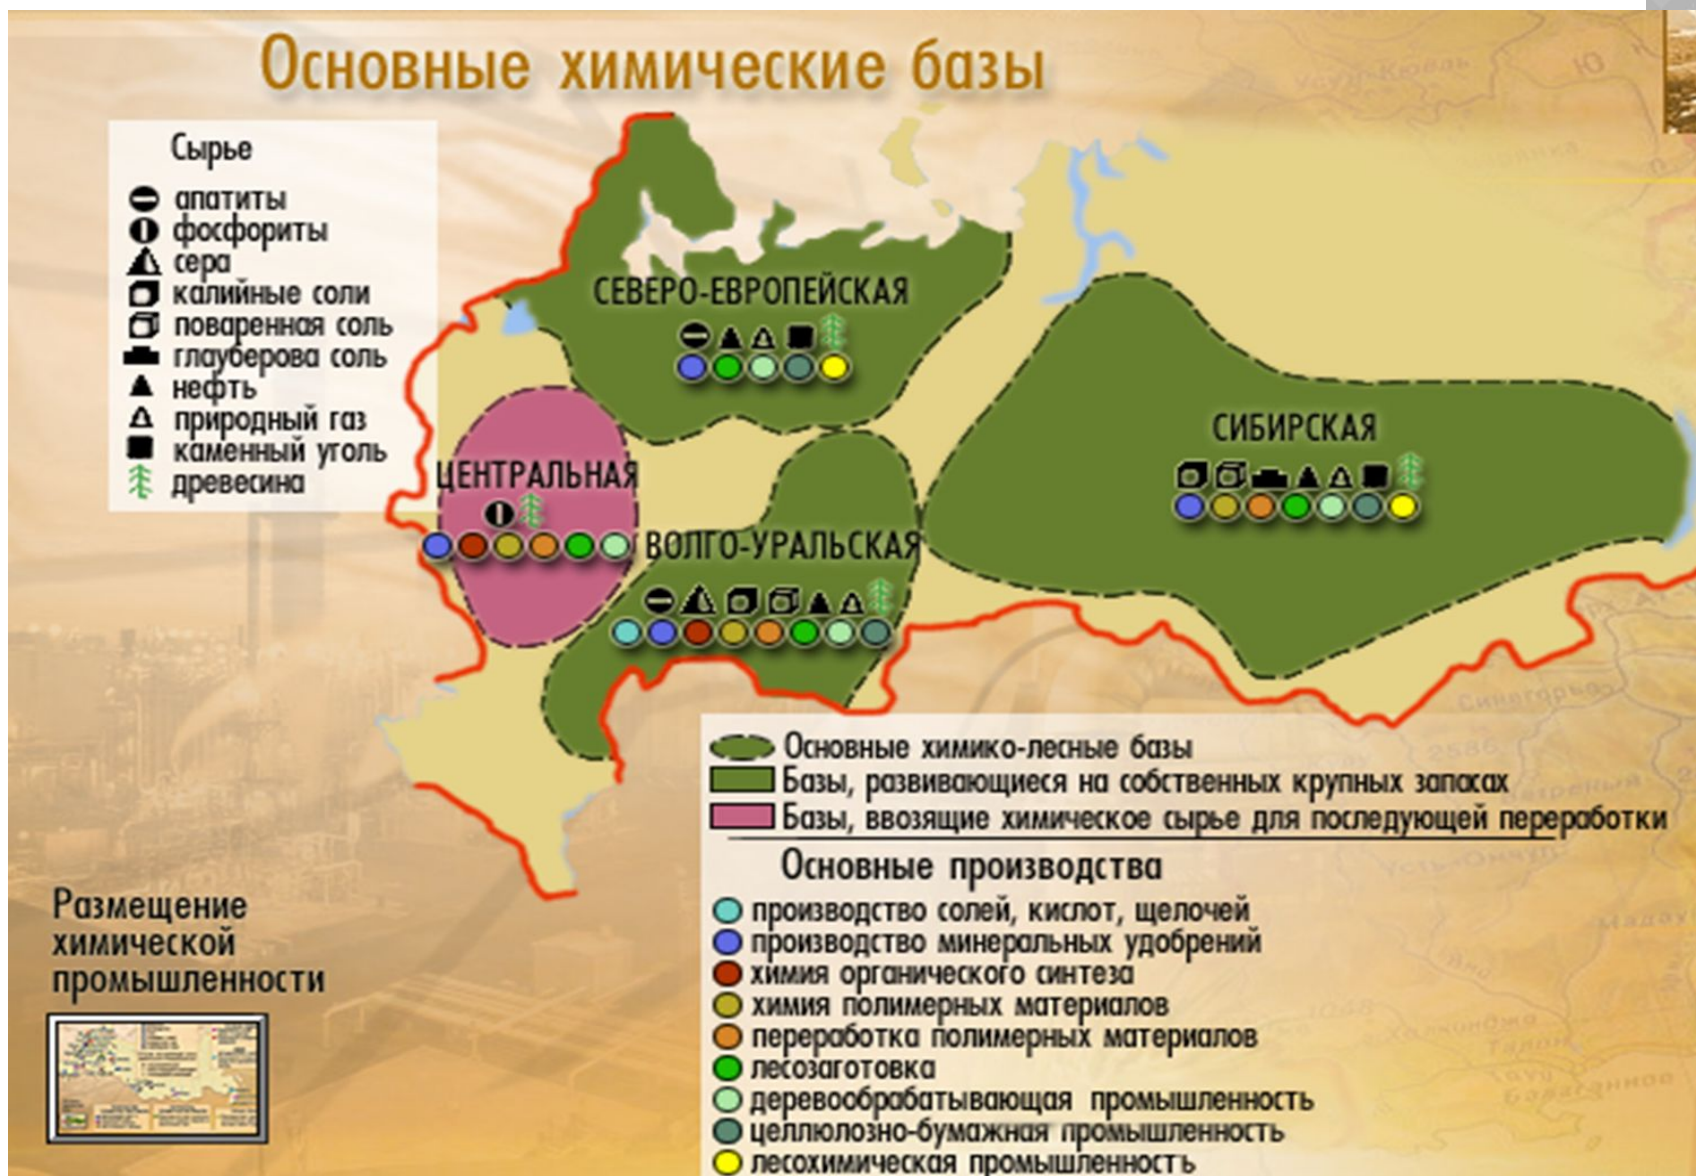 Основные химические базы
Сырье
апатиты
фосфориты
сера
калийные соли
поваренная соль
глауберова соль
нефть
природный газ
каменный уголь
древесина
СЕВЕРО-ЕВРОПЕЙСКАЯ
СИБИРСКАЯ
ЦЕНТРАЛЬНАЯ
ВОЛГО-УРАЛЬСКАЯ
Основные химико-лесные базы
Базы, развивающиеся на собственных крупных запасах
Базы, ввозящие химическое сырье для последующей переработки
Основные производства
производство солей, кислот, щелочей
производство минеральных удобрений
химия органического синтеза
химия полимерных материалов
переработка полимерных материалов
лесозаготовка
деревообрабатывающая промышленность
целлюлозно-бумажная промышленность
лесохимическая промышленность
Размещение
химической
промышленности